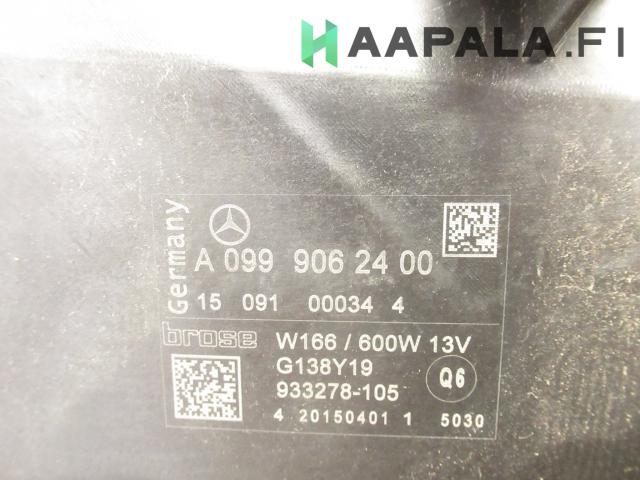 HAAPALA.FI
Germany
A 099 906 24 00
15 091 00034 4
brose
W166 / 600W 13V
G138Y19
933278-105
Q6
4 20150401 1 5030